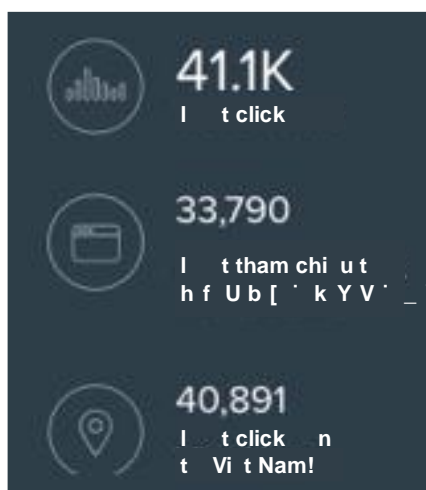 41.1K
I t click
33,790
I t tham chi u t
h f U b [ ˙ k Y V ˙ _
40,891
I t click n
t Vi t Nam!